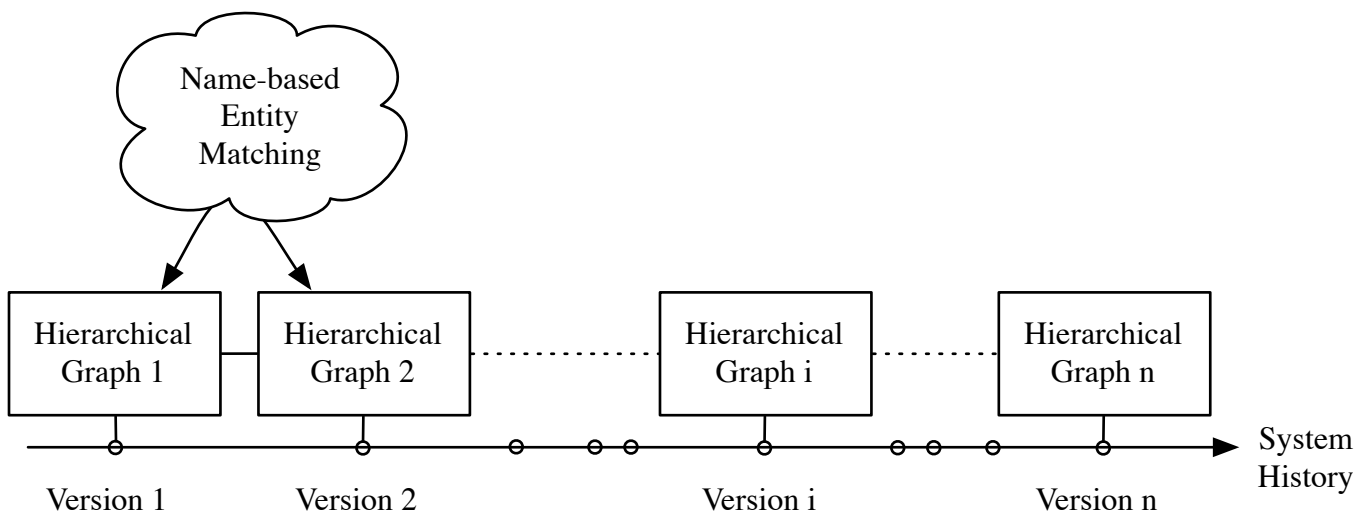 Name-based
Entity
Matching
Hierarchical
Graph 1
Hierarchical
Graph 2
Hierarchical
Graph i
Hierarchical
Graph n
System
History
Version 1
Version 2
Version i
Version n